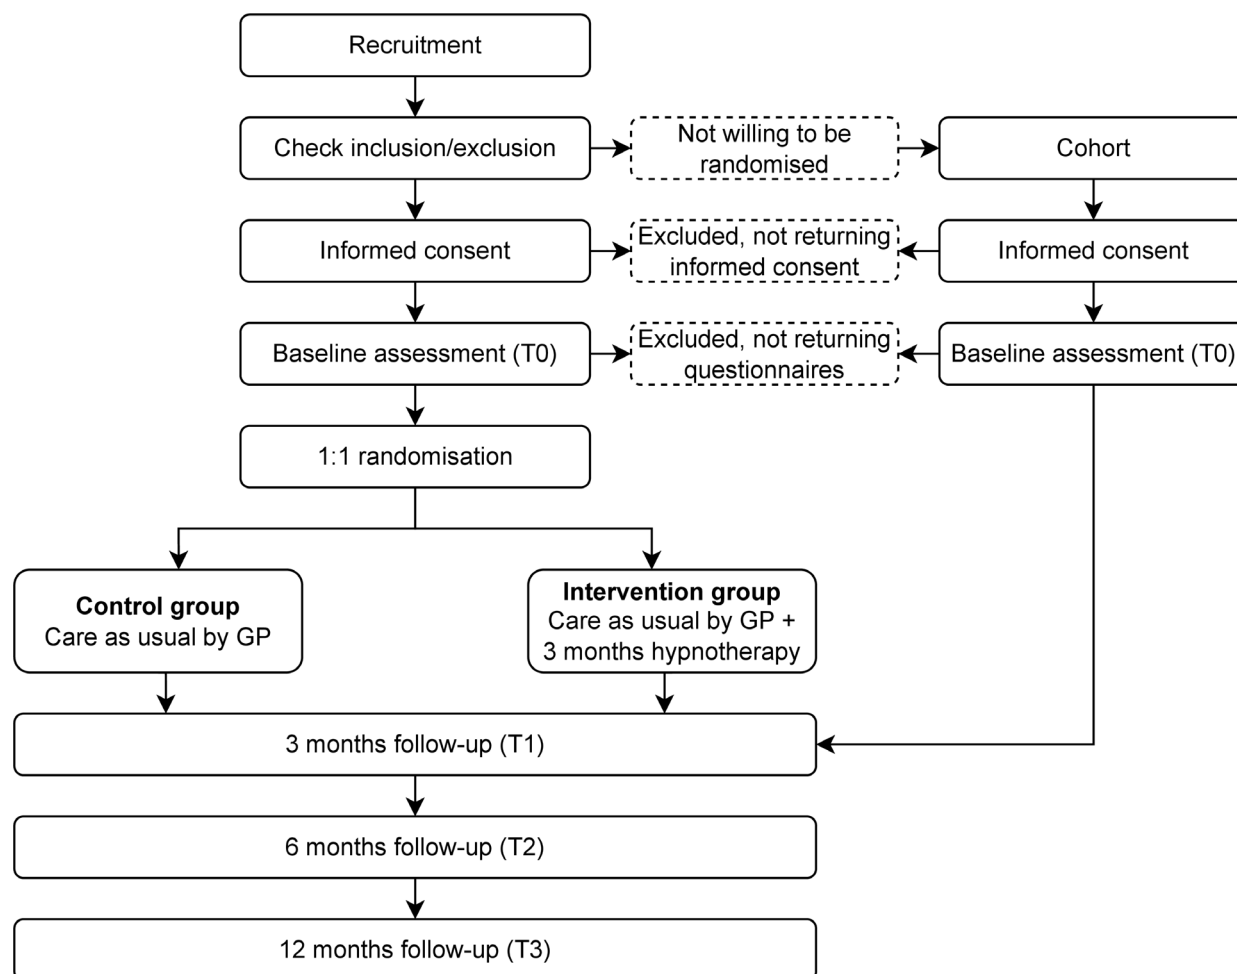 Recruitment
Check inclusion/exclusion
Not willing to be
randomised
Cohort
Informed consent
Excluded, not returning
informed consent
Informed consent
Baseline assessment (T0)
Excluded, not returning
questionnaires
Baseline assessment (T0)
1:1 randomisation
Control group
Care as usual by GP
Intervention group
Care as usual by GP +
3 months hypnotherapy
3 months follow-up (T1)
6 months follow-up (T2)
12 months follow-up (T3)